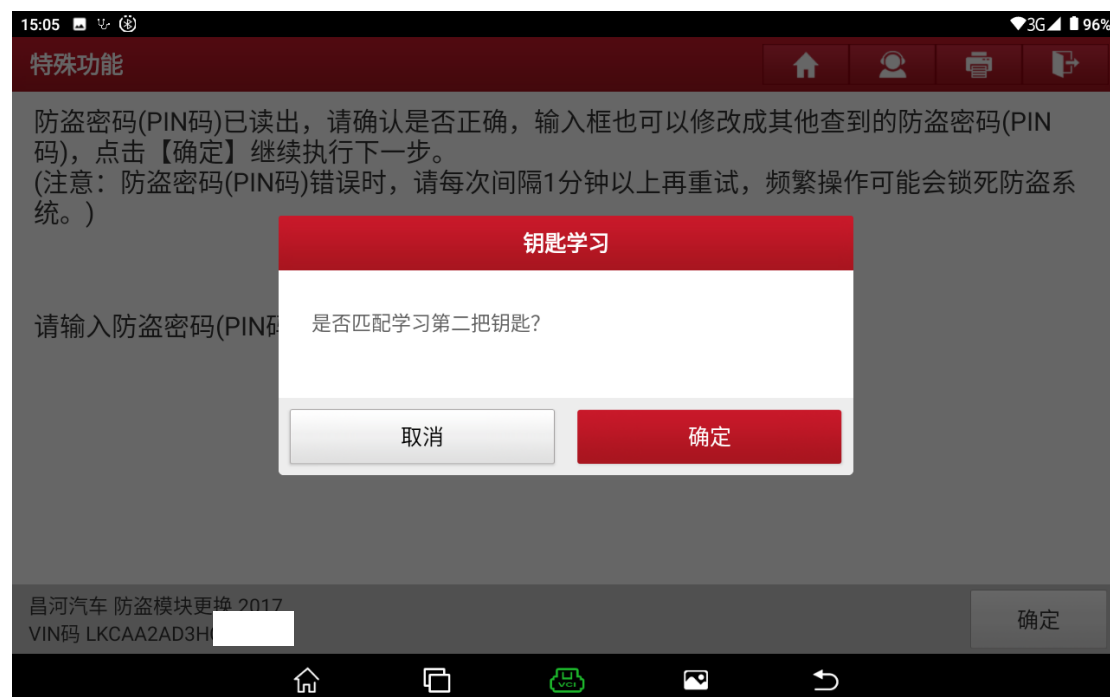 15:05
3G 96%
特殊功能
防盗密码(PIN码)已读出，请确认是否正确，输入框也可以修改成其他查到的防盗密码(PIN
码)，点击【确定】继续执行下一步。
(注意：防盗密码(PIN码)错误时，请每次间隔1分钟以上再重试，频繁操作可能会锁死防盗系
统。)
钥匙学习
请输入防盗密码(PIN码
是否匹配学习第二把钥匙？
取消
确定
昌河汽车 防盗模块更换 2017
VIN码 LKCAA2AD3H
确定
VCI